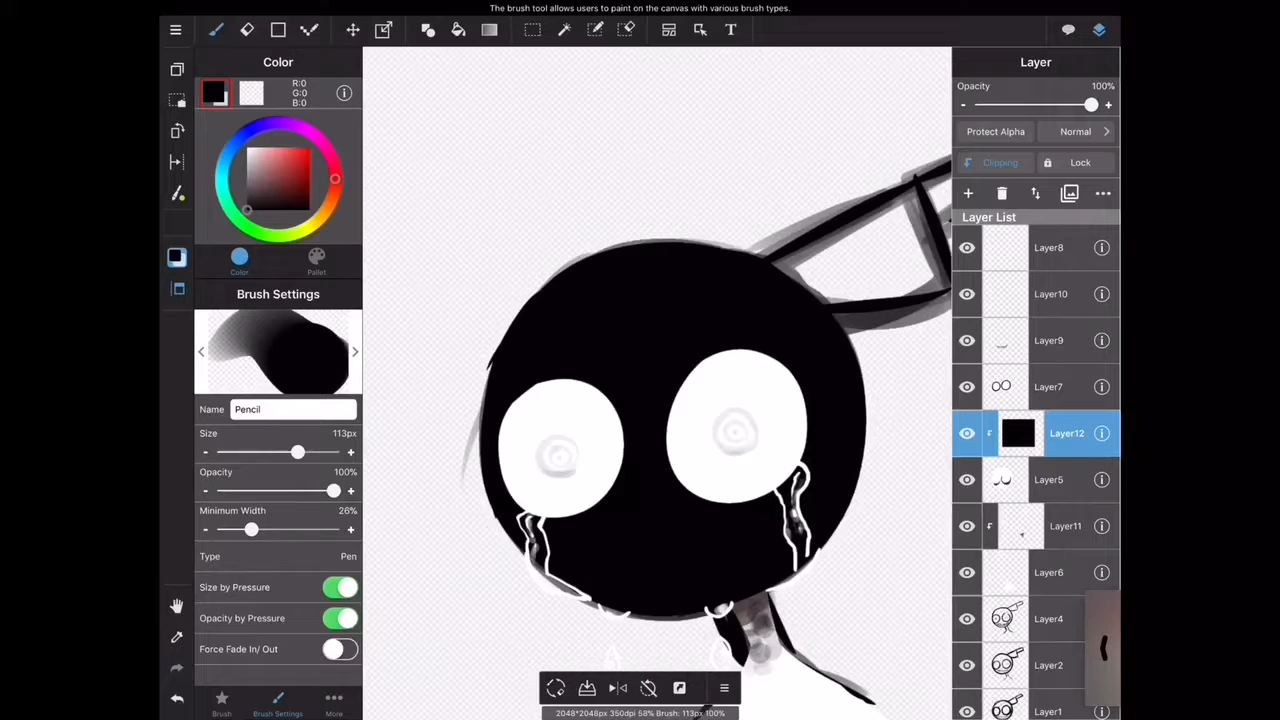 The brush tool allows users to paint on the canvas with various brush types.
T
Color
R:0
G:0
B:0
Color
Pallet
Brush Settings
Name Pencil
Size 113px
- +
Opacity 100%
- +
Minimum Width 26%
- +
Type Pen
Size by Pressure
Opacity by Pressure
Force Fade In/ Out
Brush
Brush Settings
More
2048*2048px 350dpi 58% Brush: 113px 100%
Layer
Opacity 100%
- +
Protect Alpha Normal
Clipping Lock
Layer List
Layer8
Layer10
Layer9
Layer7
Layer12
Layer5
Layer11
Layer6
Layer4
Layer2
Layer1